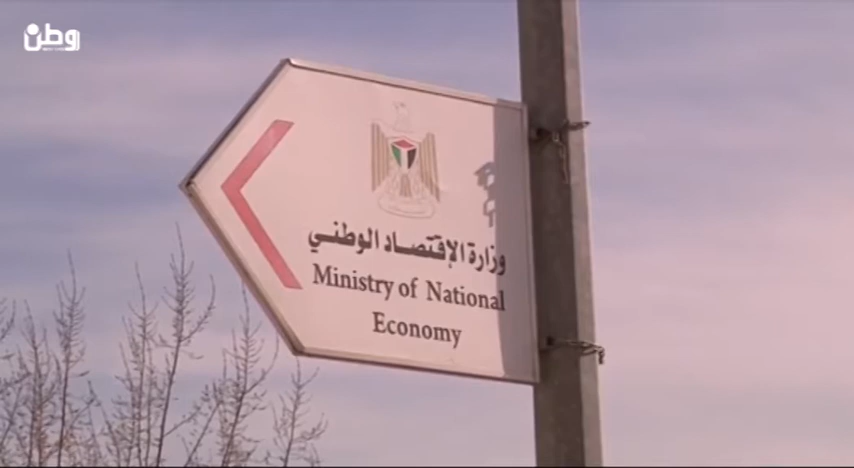 وطن
وزارة الإقتصاد الوطني
Ministry of National
Economy